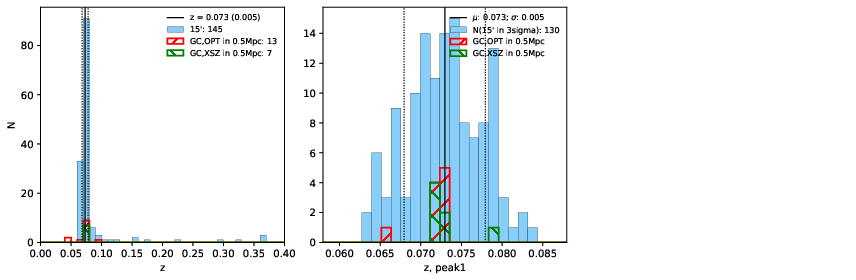 z = 0.073 (0.005)
15': 145
GC,OPT in 0.5Mpc: 13
GC,XSZ in 0.5Mpc: 7
N
80
60
40
20
0
0.00 0.05 0.10 0.15 0.20 0.25 0.30 0.35 0.40
z
μ: 0.073; σ: 0.005
N(15' in 3sigma): 130
GC,OPT in 0.5Mpc
GC,XSZ in 0.5Mpc
14
12
10
8
6
4
2
0
0.060 0.065 0.070 0.075 0.080 0.085
z, peak1